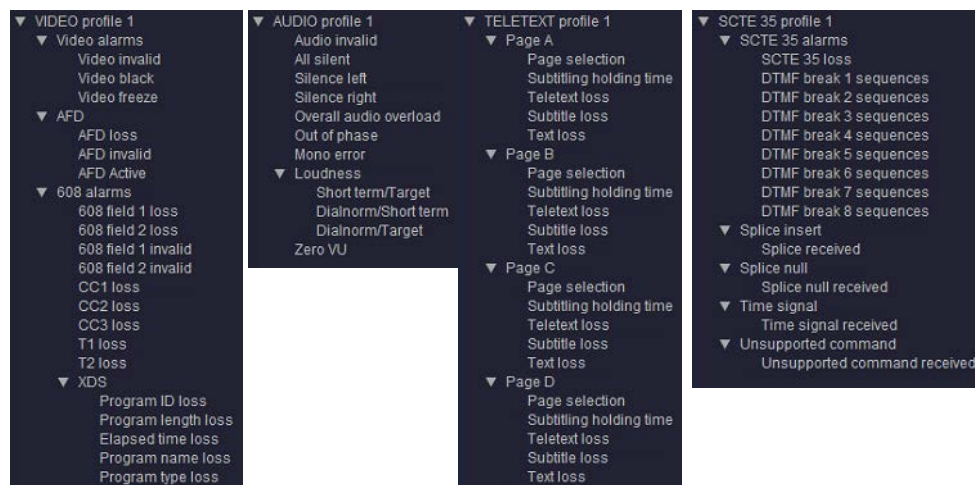 VIDEO profile 1
Video alarms
Video invalid
Video black
Video freeze
AFD
AFD loss
AFD invalid
AFD Active
608 alarms
608 field 1 loss
608 field 2 loss
608 field 1 invalid
608 field 2 invalid
CC1 loss
CC2 loss
CC3 loss
T1 loss
T2 loss
XDS
Program ID loss
Program length loss
Elapsed time loss
Program name loss
Program type loss
AUDIO profile 1
Audio invalid
All silent
Silence left
Silence right
Overall audio overload
Out of phase
Mono error
Loudness
Short term/Target
Dialnorm/Short term
Dialnorm/Target
Zero VU
TELETEXT profile 1
Page A
Page selection
Subtitling holding time
Teletext loss
Subtitle loss
Text loss
Page B
Page selection
Subtitling holding time
Teletext loss
Subtitle loss
Text loss
Page C
Page selection
Subtitling holding time
Teletext loss
Subtitle loss
Text loss
Page D
Page selection
Subtitling holding time
Teletext loss
Subtitle loss
Text loss
SCTE 35 profile 1
SCTE 35 alarms
SCTE 35 loss
DTMF break 1 sequences
DTMF break 2 sequences
DTMF break 3 sequences
DTMF break 4 sequences
DTMF break 5 sequences
DTMF break 6 sequences
DTMF break 7 sequences
DTMF break 8 sequences
Splice insert
Splice received
Splice null
Splice null received
Time signal
Time signal received
Unsupported command
Unsupported command received